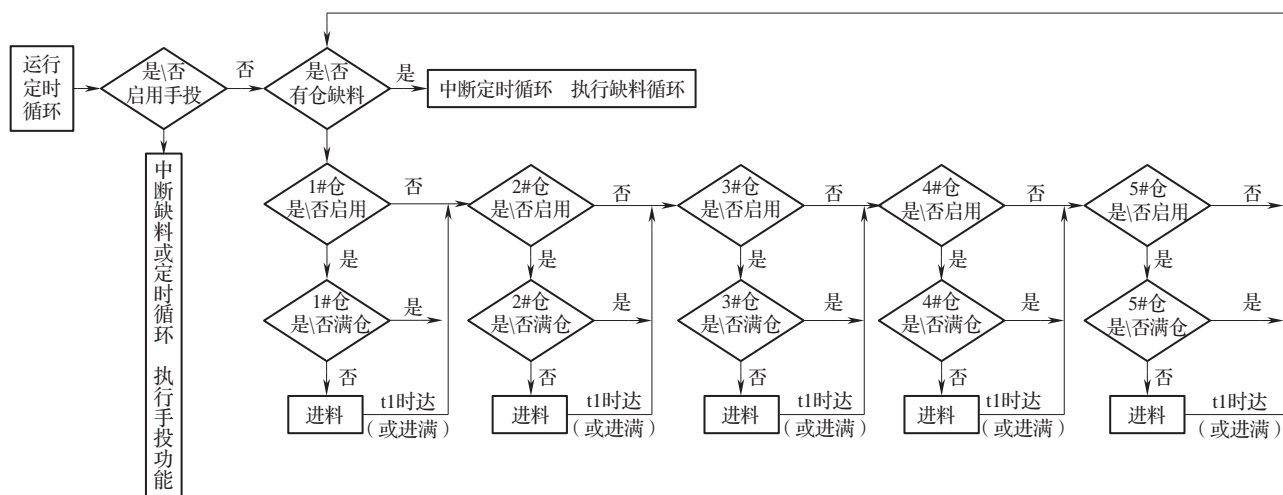 运行
定时
循环
是\否
启用手投
否
是\否
有仓缺料
是
中断定时循环 执行缺料循环
中断缺料或定时循环 执行手投功能
1#仓
是\否启用
否
2#仓
是\否启用
否
3#仓
是\否启用
否
4#仓
是\否启用
否
5#仓
是\否启用
否
是
是
是
是
是
1#仓
是\否满仓
是
2#仓
是\否满仓
是
3#仓
是\否满仓
是
4#仓
是\否满仓
是
5#仓
是\否满仓
是
否
否
否
否
否
进料
t1时达
（或进满）
进料
t1时达
（或进满）
进料
t1时达
（或进满）
进料
t1时达
（或进满）
进料
t1时达
（或进满）